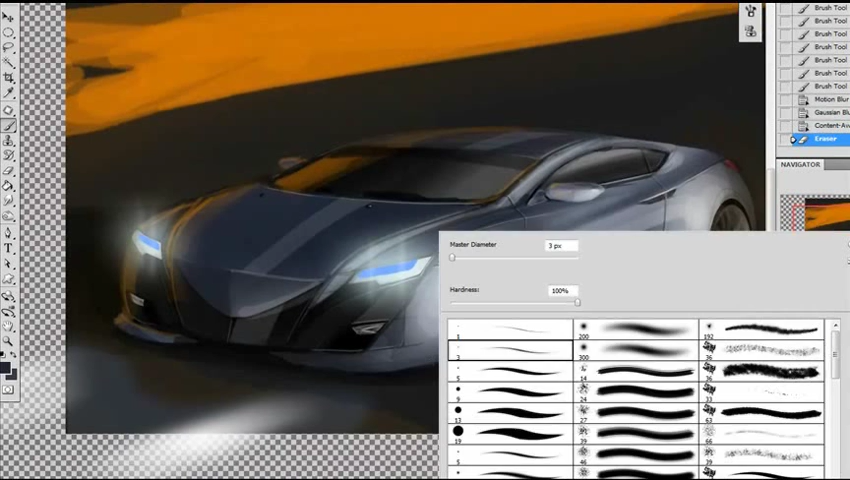 Brush Tool
Brush Tool
Brush Tool
Brush Tool
Brush Tool
Brush Tool
Brush Tool
Motion Blur
Gaussian Blur
Content-Aw
Eraser
NAVIGATOR
Master Diameter
3 px
Hardness:
100%
1
200
192
3
300
36
5
14
36
9
24
33
13
27
63
19
39
66
5
46
39
T